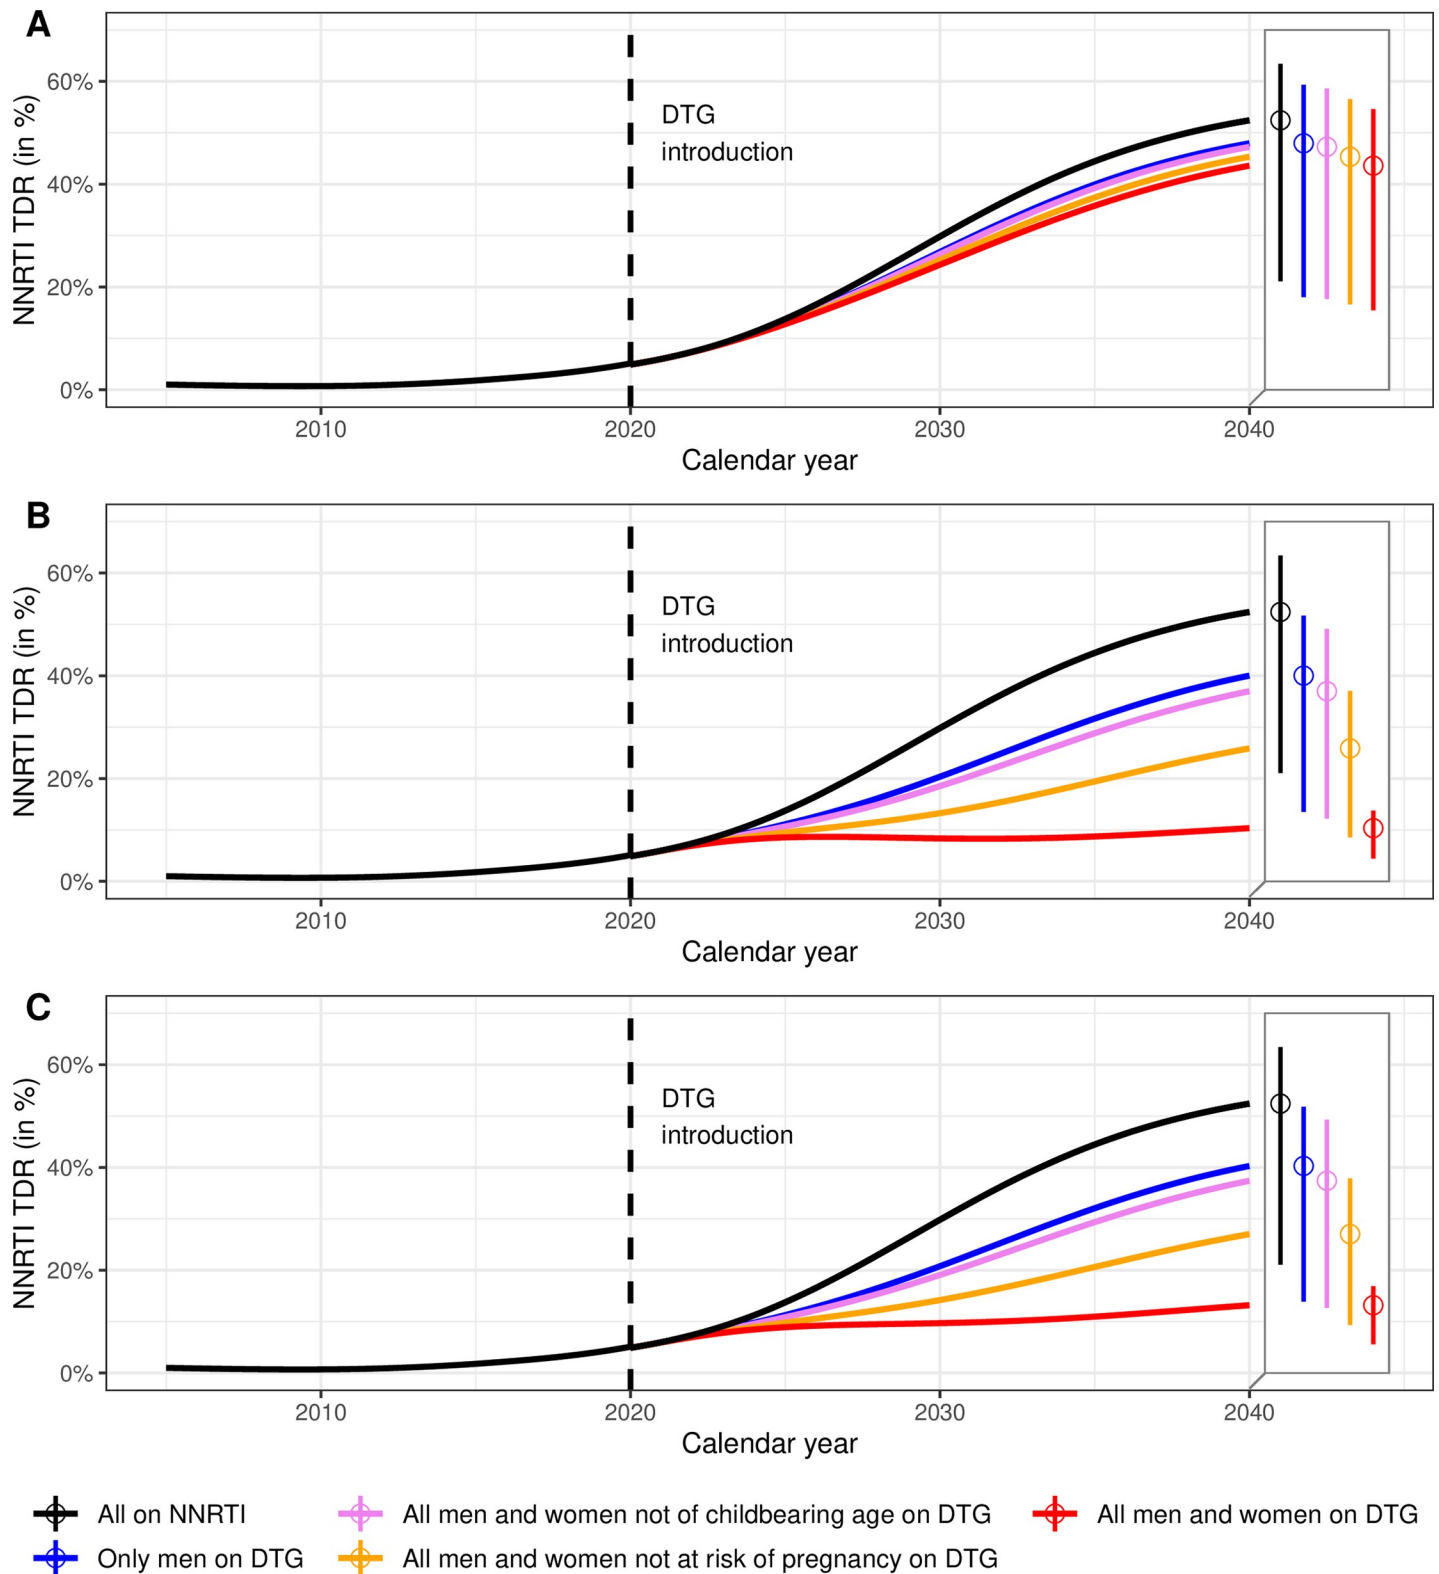 A
NNRTI TDR (in %)
60%
40%
20%
0%
DTG
introduction
2010
2020
2030
2040
Calendar year
B
NNRTI TDR (in %)
60%
40%
20%
0%
DTG
introduction
2010
2020
2030
2040
Calendar year
C
NNRTI TDR (in %)
60%
40%
20%
0%
DTG
introduction
2010
2020
2030
2040
Calendar year
All on NNRTI
All men and women not of childbearing age on DTG
All men and women on DTG
Only men on DTG
All men and women not at risk of pregnancy on DTG